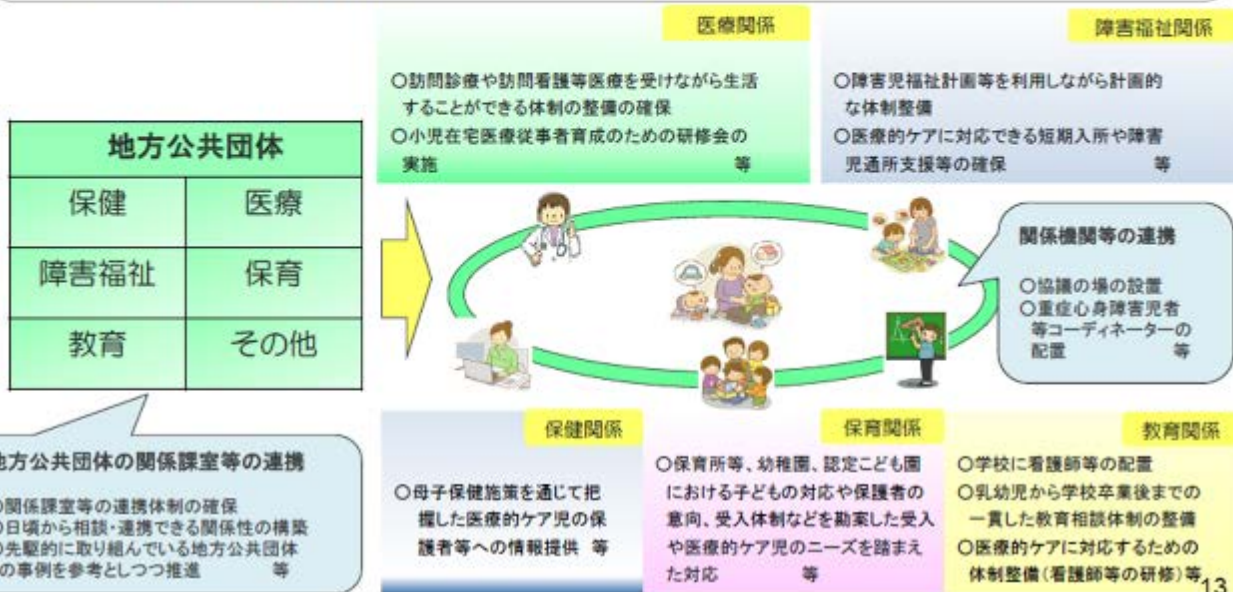 医療関係
○訪問診療や訪問看護等医療を受けながら生活
することができる体制の整備の確保
○小児在宅医療従事者育成のための研修会の
実施 等
障害福祉関係
○障害児福祉計画等を利用しながら計画的
な体制整備
○医療的ケアに対応できる短期入所や障害
児通所支援等の確保 等
地方公共団体
保健 医療
障害福祉 保育
教育 その他
関係機関等の連携
○協議の場の設置
○重症心身障害児者
等コーディネーターの
配置 等
地方公共団体の関係課室等の連携
○関係課室等の連携体制の確保
○日頃から相談・連携できる関係性の構築
○先駆的に取り組んでいる地方公共団体
の事例を参考としつつ推進 等
保健関係
○母子保健施策を通じて把
握した医療的ケア児の保
護者等への情報提供 等
保育関係
○保育所等、幼稚園、認定こども園
における子どもの対応や保護者の
意向、受入体制などを勘案した受入
や医療的ケア児のニーズを踏まえ
た対応 等
教育関係
○学校に看護師等の配置
○乳幼児から学校卒業後までの
一貫した教育相談体制の整備
○医療的ケアに対応するための
体制整備(看護師等の研修)等
13